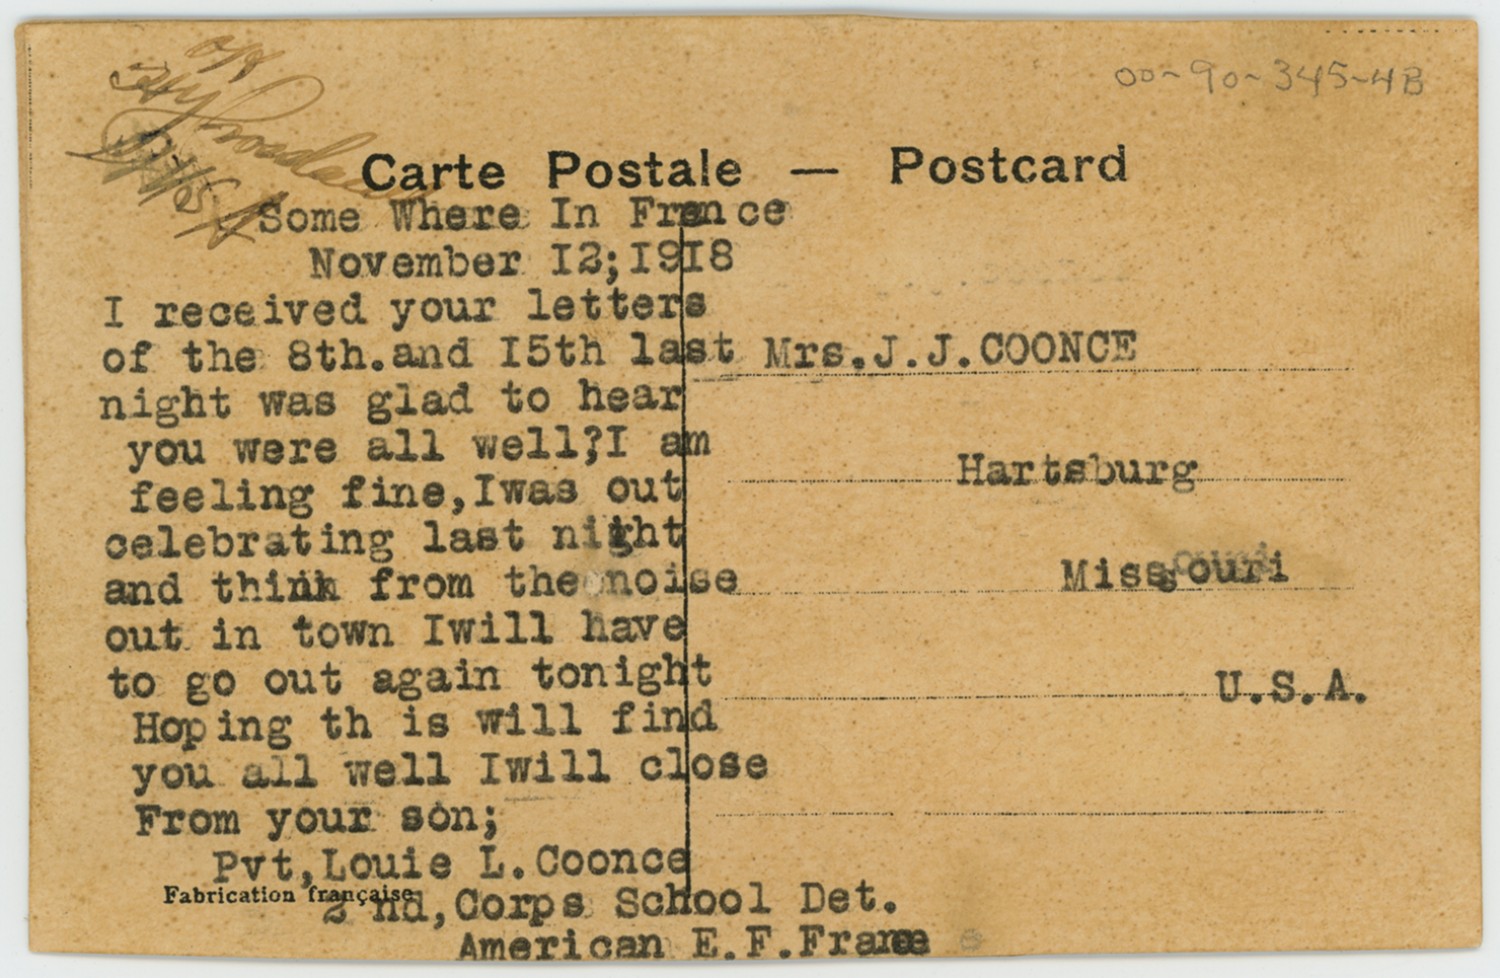 OK
00-90-345-4B
Carte Postale — Postcard
Some Where In France
November 12;1918
I received your letters
of the 8th.and 15th last
night was glad to hear
you were all well?I am
feeling fine,Iwas out
celebrating last night
and think from the noise
out in town Iwill have
to go out again tonight
Hoping th is will find
you all well Iwill close
From your son;
Pvt,Louie L.Coonce
Fabrication française
2 nd,Corps School Det.
American E.F.France
Mrs.J.J.COONCE
Hartsburg
Missouri
U.S.A.